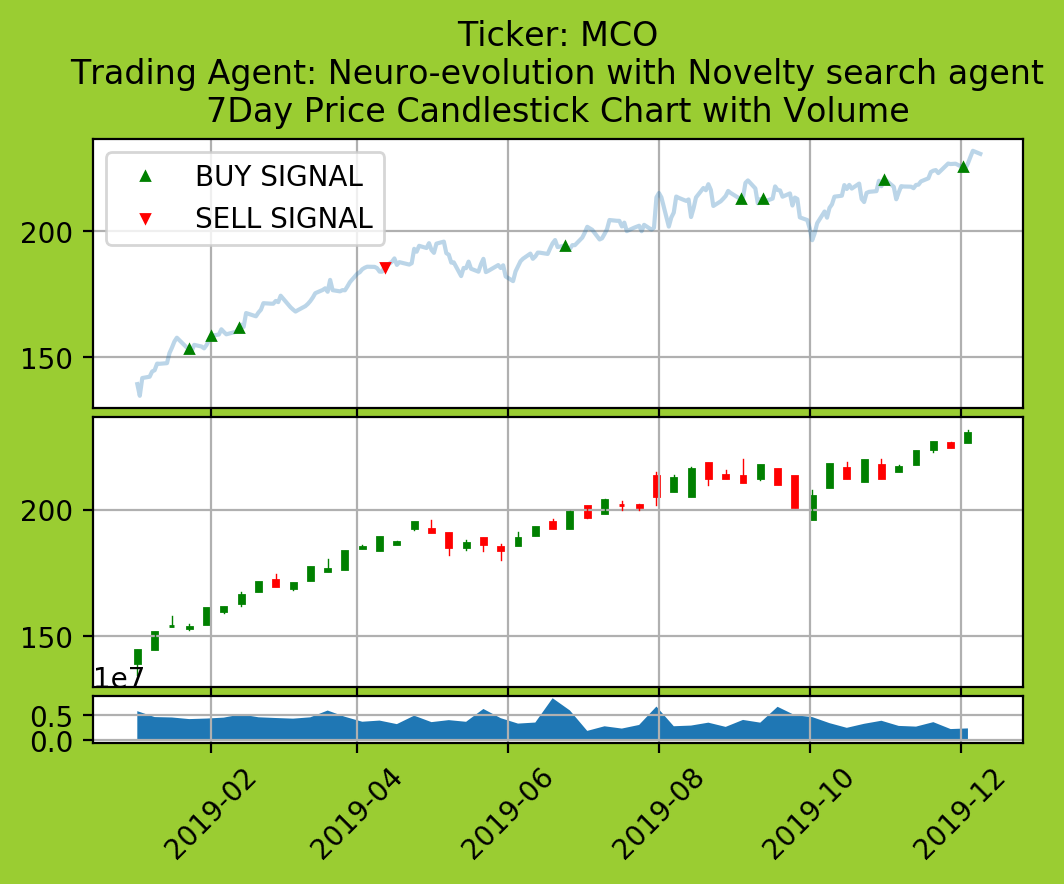 Ticker: MCO
Trading Agent: Neuro-evolution with Novelty search agent
7Day Price Candlestick Chart with Volume
BUY SIGNAL
SELL SIGNAL
200
150
200
150
1e7
0.5
0.0
2019-02
2019-04
2019-06
2019-08
2019-10
2019-12